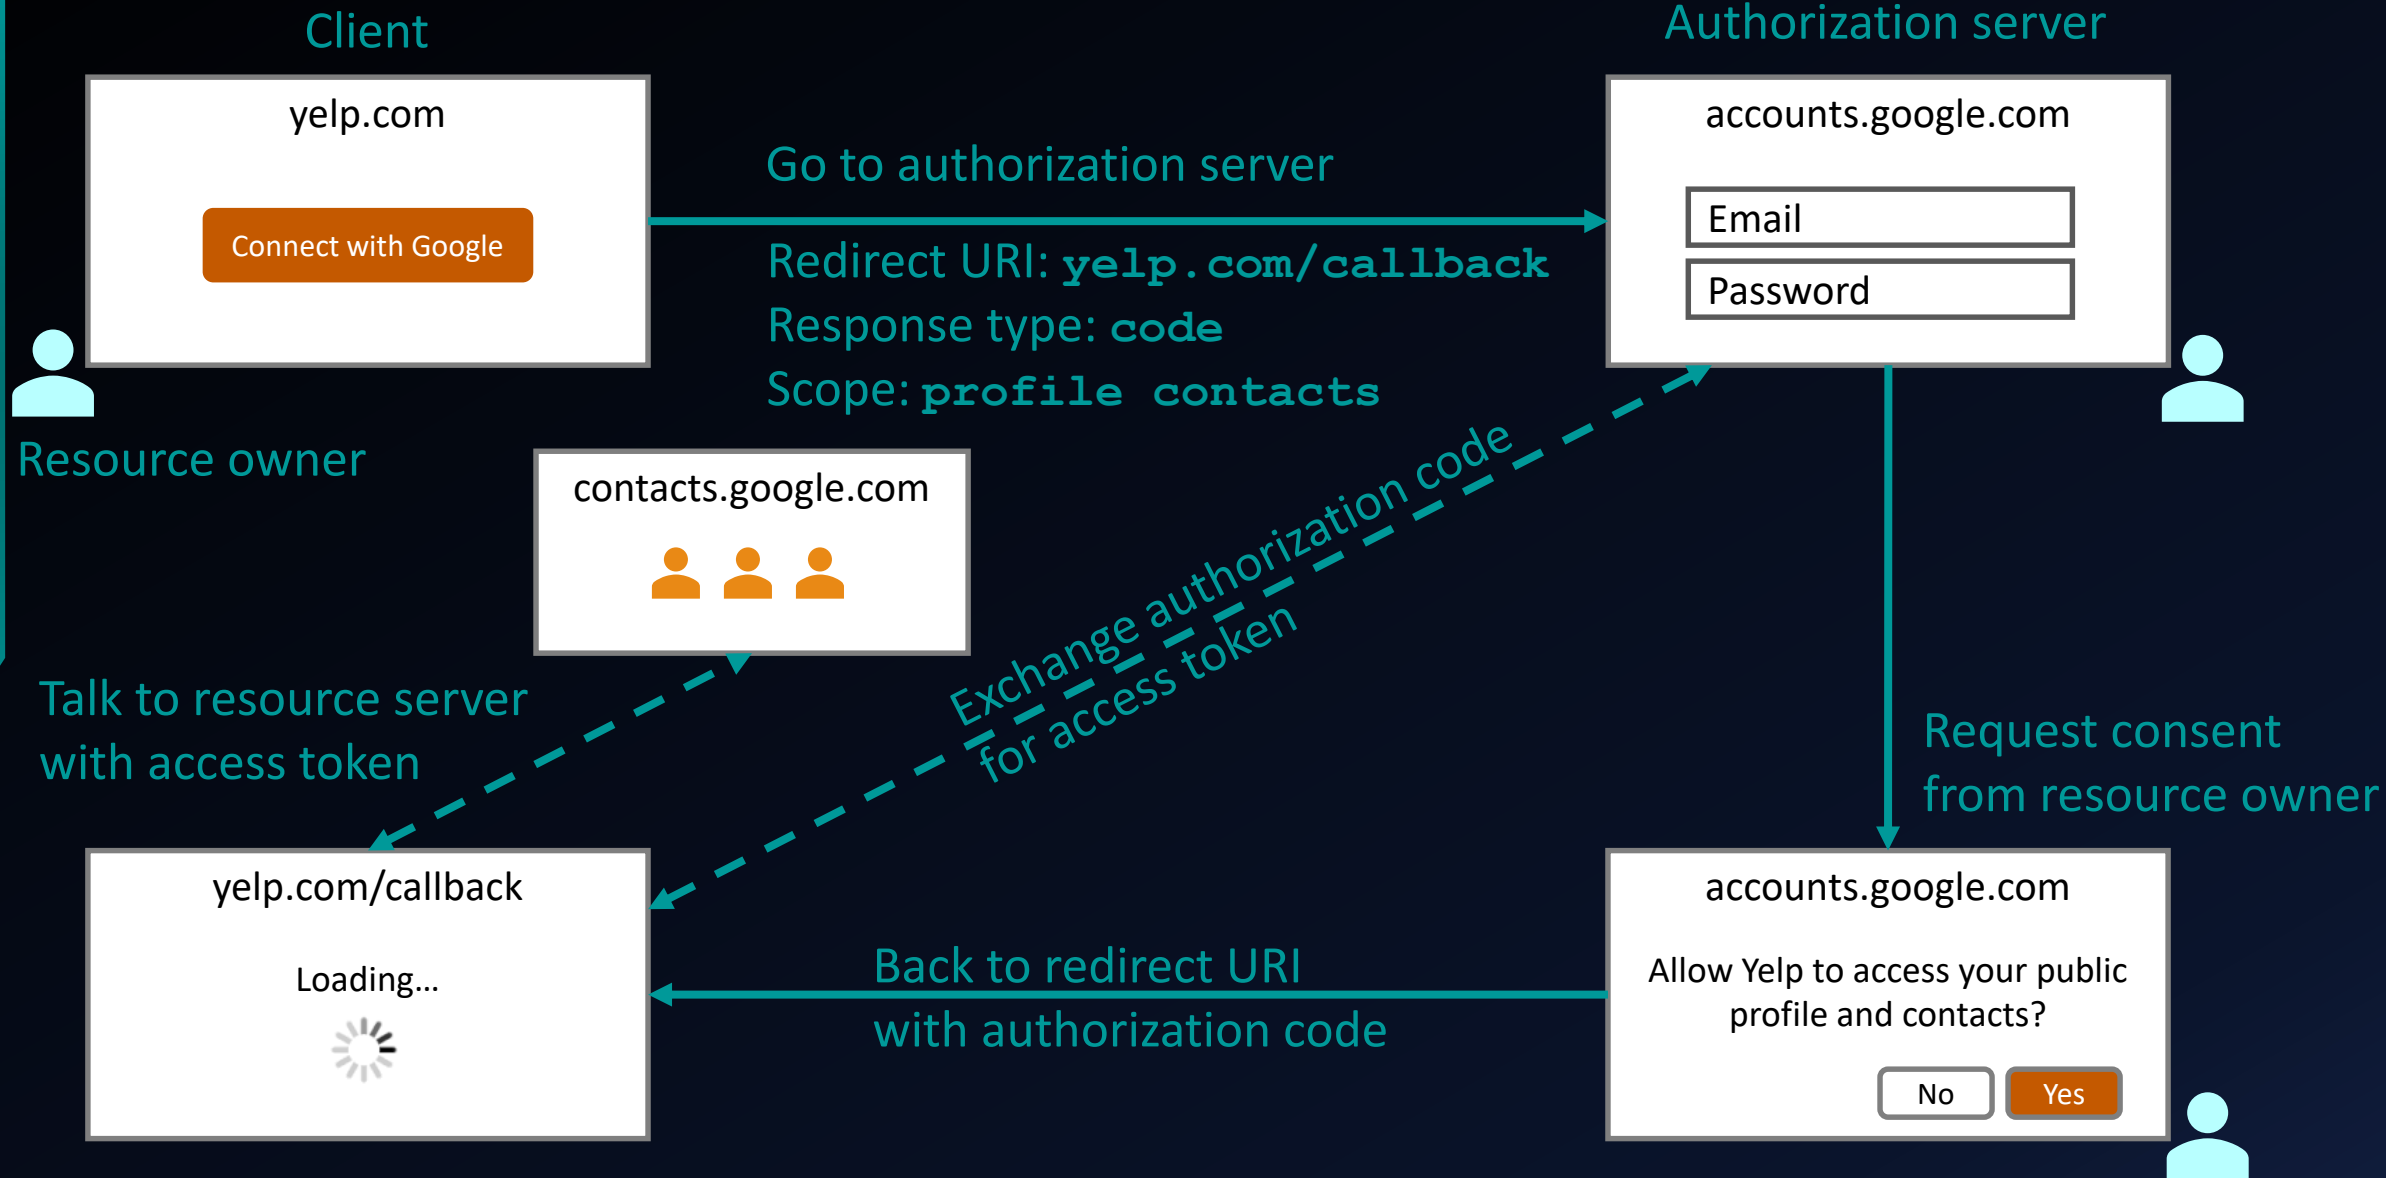 Client
Authorization server
yelp.com
Connect with Google
Go to authorization server
Redirect URI: yelp.com/callback
Response type: code
Scope: profile contacts
accounts.google.com
Email
Password
Resource owner
contacts.google.com
Exchange authorization code
for access token
Talk to resource server
with access token
Request consent
from resource owner
yelp.com/callback
Loading...
Back to redirect URI
with authorization code
accounts.google.com
Allow Yelp to access your public
profile and contacts?
No
Yes